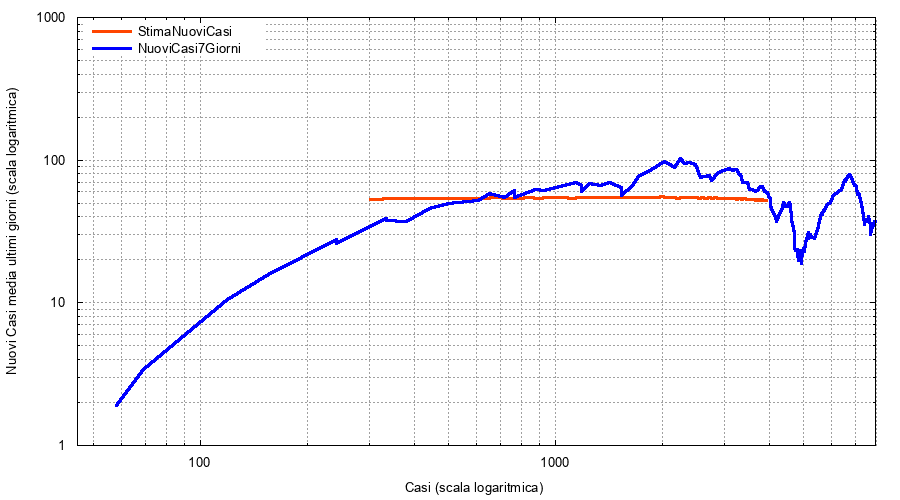 1000
StimaNuoviCasi
NuoviCasi7Giorni
100
10
1
Nuovi Casi media ultimi giorni (scala logaritmica)
100
1000
Casi (scala logaritmica)